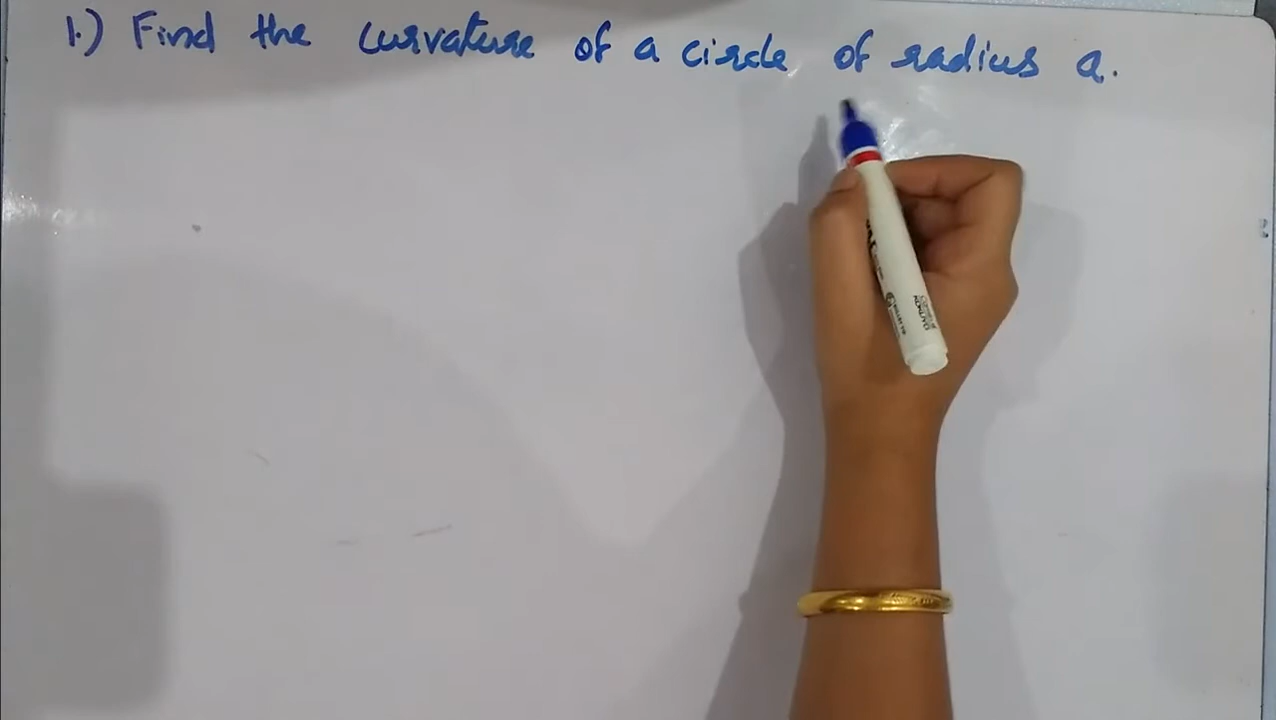 1.) Find the curvature of a circle of radius a.